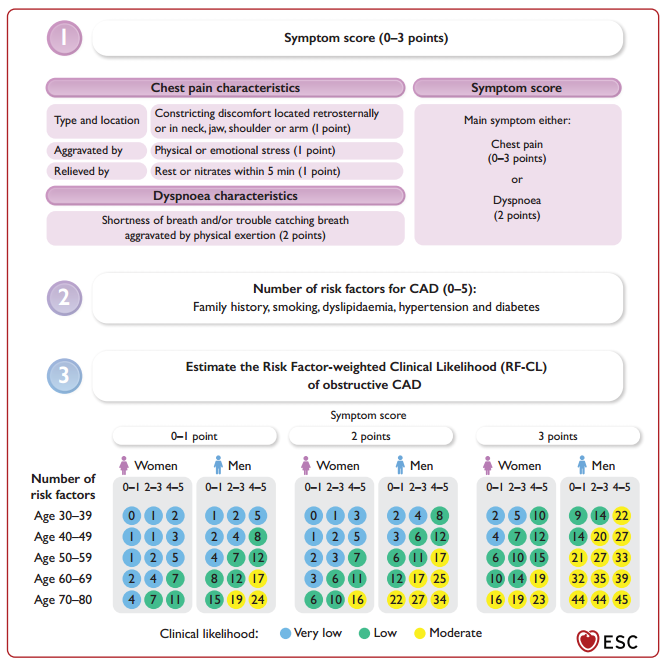 1
Symptom score (0–3 points)
Chest pain characteristics
Type and location
Constricting discomfort located retrosternally
or in neck, jaw, shoulder or arm (1 point)
Aggravated by
Physical or emotional stress (1 point)
Relieved by
Rest or nitrates within 5 min (1 point)
Dyspnoea characteristics
Shortness of breath and/or trouble catching breath
aggravated by physical exertion (2 points)
Symptom score
Main symptom either:
Chest pain
(0–3 points)
or
Dyspnoea
(2 points)
2
Number of risk factors for CAD (0–5):
Family history, smoking, dyslipidaemia, hypertension and diabetes
3
Estimate the Risk Factor-weighted Clinical Likelihood (RF-CL)
of obstructive CAD
Symptom score
0–1 point 2 points 3 points
Women Men Women Men Women Men
Number of
risk factors
0–1 2–3 4–5 0–1 2–3 4–5 0–1 2–3 4–5 0–1 2–3 4–5 0–1 2–3 4–5 0–1 2–3 4–5
Age 30–39 0 1 2 1 2 5 0 1 3 2 4 8 2 5 10 9 14 22
Age 40–49 1 1 3 2 4 8 1 2 5 3 6 12 4 7 12 14 20 27
Age 50–59 1 2 5 4 7 12 2 3 7 6 11 17 6 10 15 21 27 33
Age 60–69 2 4 7 8 12 17 3 6 11 12 17 25 10 14 19 32 35 39
Age 70–80 4 7 11 15 19 24 6 10 16 22 27 34 16 19 23 44 44 45
Clinical likelihood: Very low Low Moderate
ESC